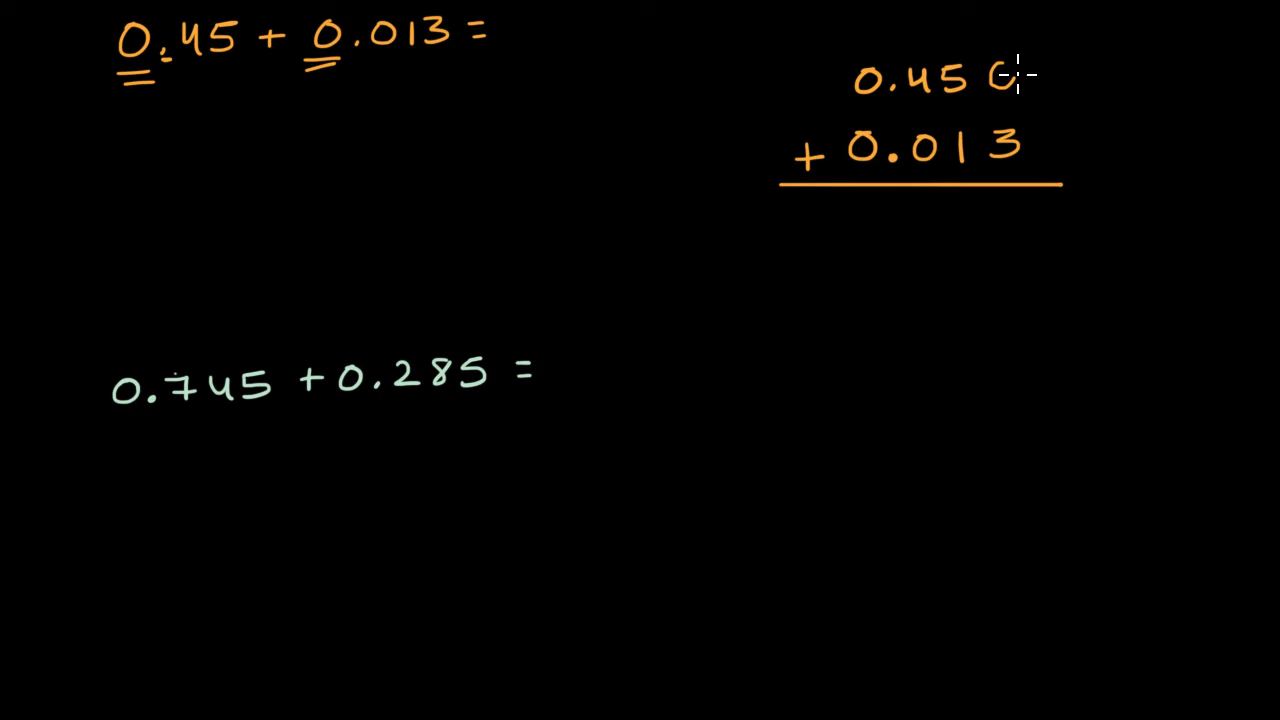 0.45 + 0.013 =
0.450
+ 0.013
0.745 + 0.285 =